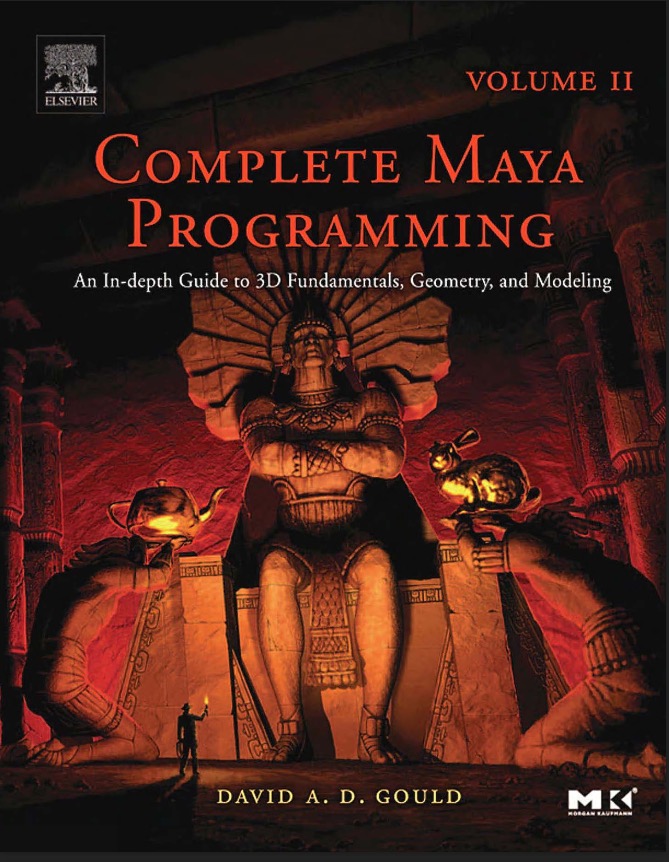 ELSEVIER
VOLUME II
COMPLETE MAYA
PROGRAMMING
An In-depth Guide to 3D Fundamentals, Geometry, and Modeling
DAVID A. D. GOULD
MK
MORGAN KAUFMANN